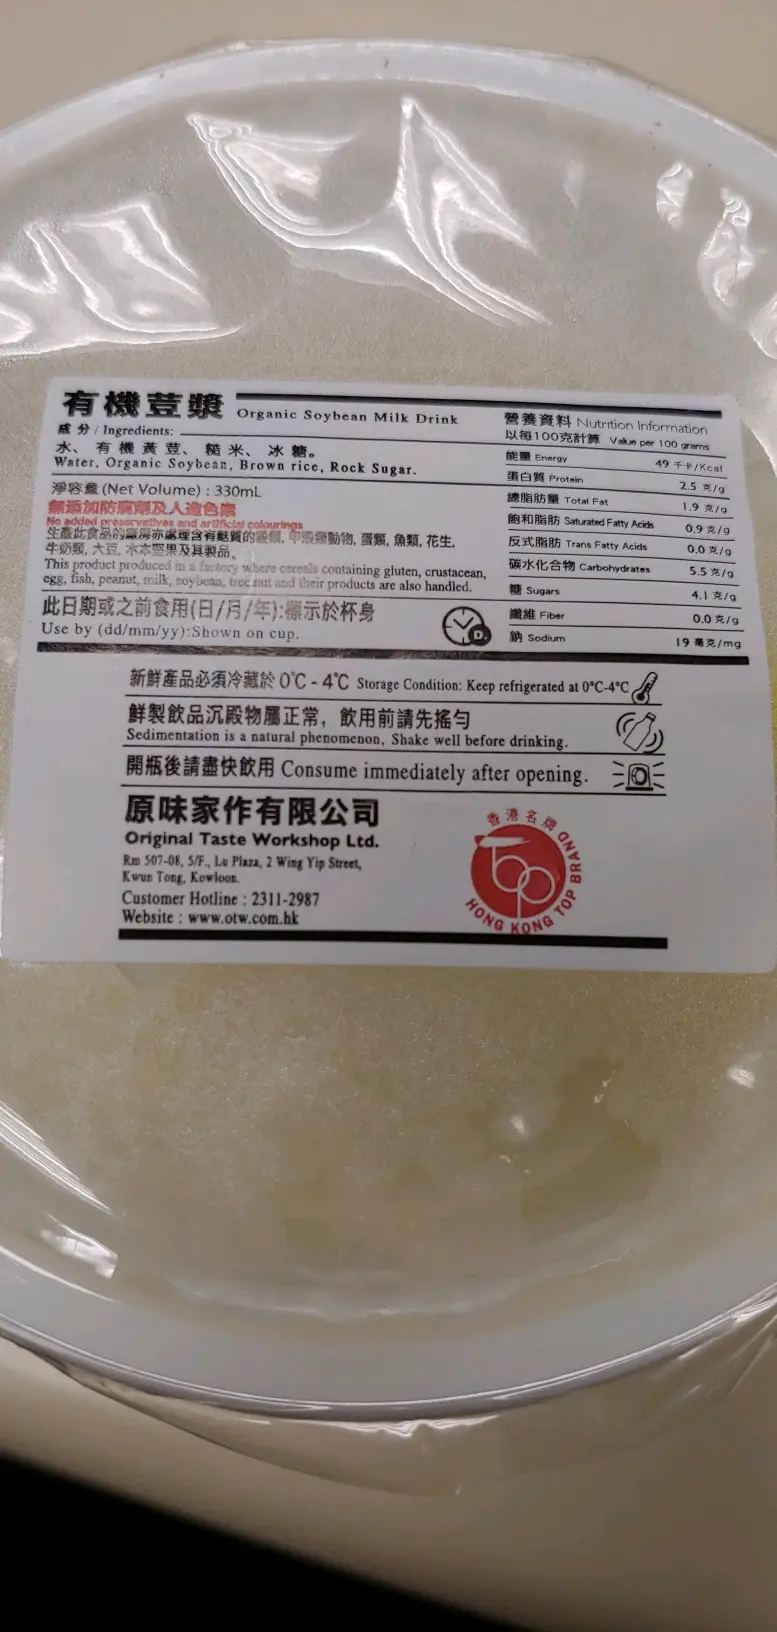 有機荳漿 Organic Soybean Milk Drink
成分 / Ingredients:
水、有機黃荳、糙米、冰糖。
Water, Organic Soybean, Brown rice, Rock Sugar.
淨容量 (Net Volume) : 330mL
無添加防腐劑及人造色素
No added preservatives and artificial colourings
生產此食品的廠房亦處理含有麩質的穀類, 甲殼類動物, 蛋類, 魚類, 花生,
牛奶類, 大豆, 木本堅果及其製品。
This product produced in a factory where cereals containing gluten, crustacean,
egg, fish, peanut, milk, soybean, tree nut and their products are also handled.
此日期或之前食用(日/月/年):標示於杯身
Use by (dd/mm/yy):Shown on cup.
營養資料 Nutrition Information
以每100克計算 Value per 100 grams
能量 Energy 49 千卡/Kcal
蛋白質 Protein 2.5 克/g
總脂肪量 Total Fat 1.9 克/g
飽和脂肪 Saturated Fatty Acids 0.9 克/g
反式脂肪 Trans Fatty Acids 0.0 克/g
碳水化合物 Carbohydrates 5.5 克/g
糖 Sugars 4.1 克/g
纖維 Fiber 0.0 克/g
鈉 Sodium 19 毫克/mg
新鮮產品必須冷藏於 0℃ - 4℃ Storage Condition: Keep refrigerated at 0°C-4°C
鮮製飲品沉殿物屬正常，飲用前請先搖勻
Sedimentation is a natural phenomenon, Shake well before drinking.
開瓶後請盡快飲用 Consume immediately after opening.
原味家作有限公司
Original Taste Workshop Ltd.
Rm 507-08, 5/F., Lu Plaza, 2 Wing Yip Street,
Kwun Tong, Kowloon.
Customer Hotline : 2311-2987
Website : www.otw.com.hk
香港名牌
Top
HONG KONG TOP BRAND